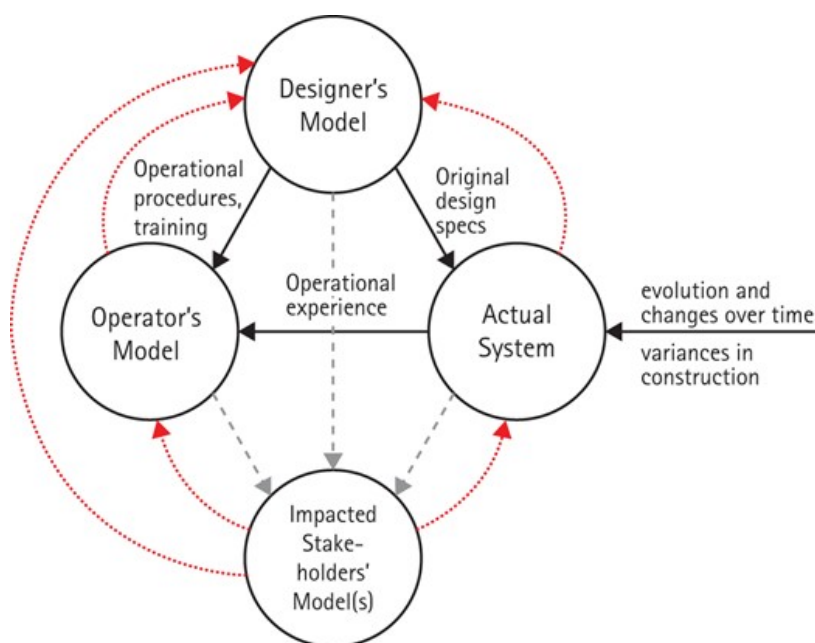 Designer's
Model
Operational
procedures,
training
Original
design
specs
Operator's
Model
Operational
experience
Actual
System
evolution and
changes over time
variances in
construction
Impacted
Stake-
holders'
Model(s)